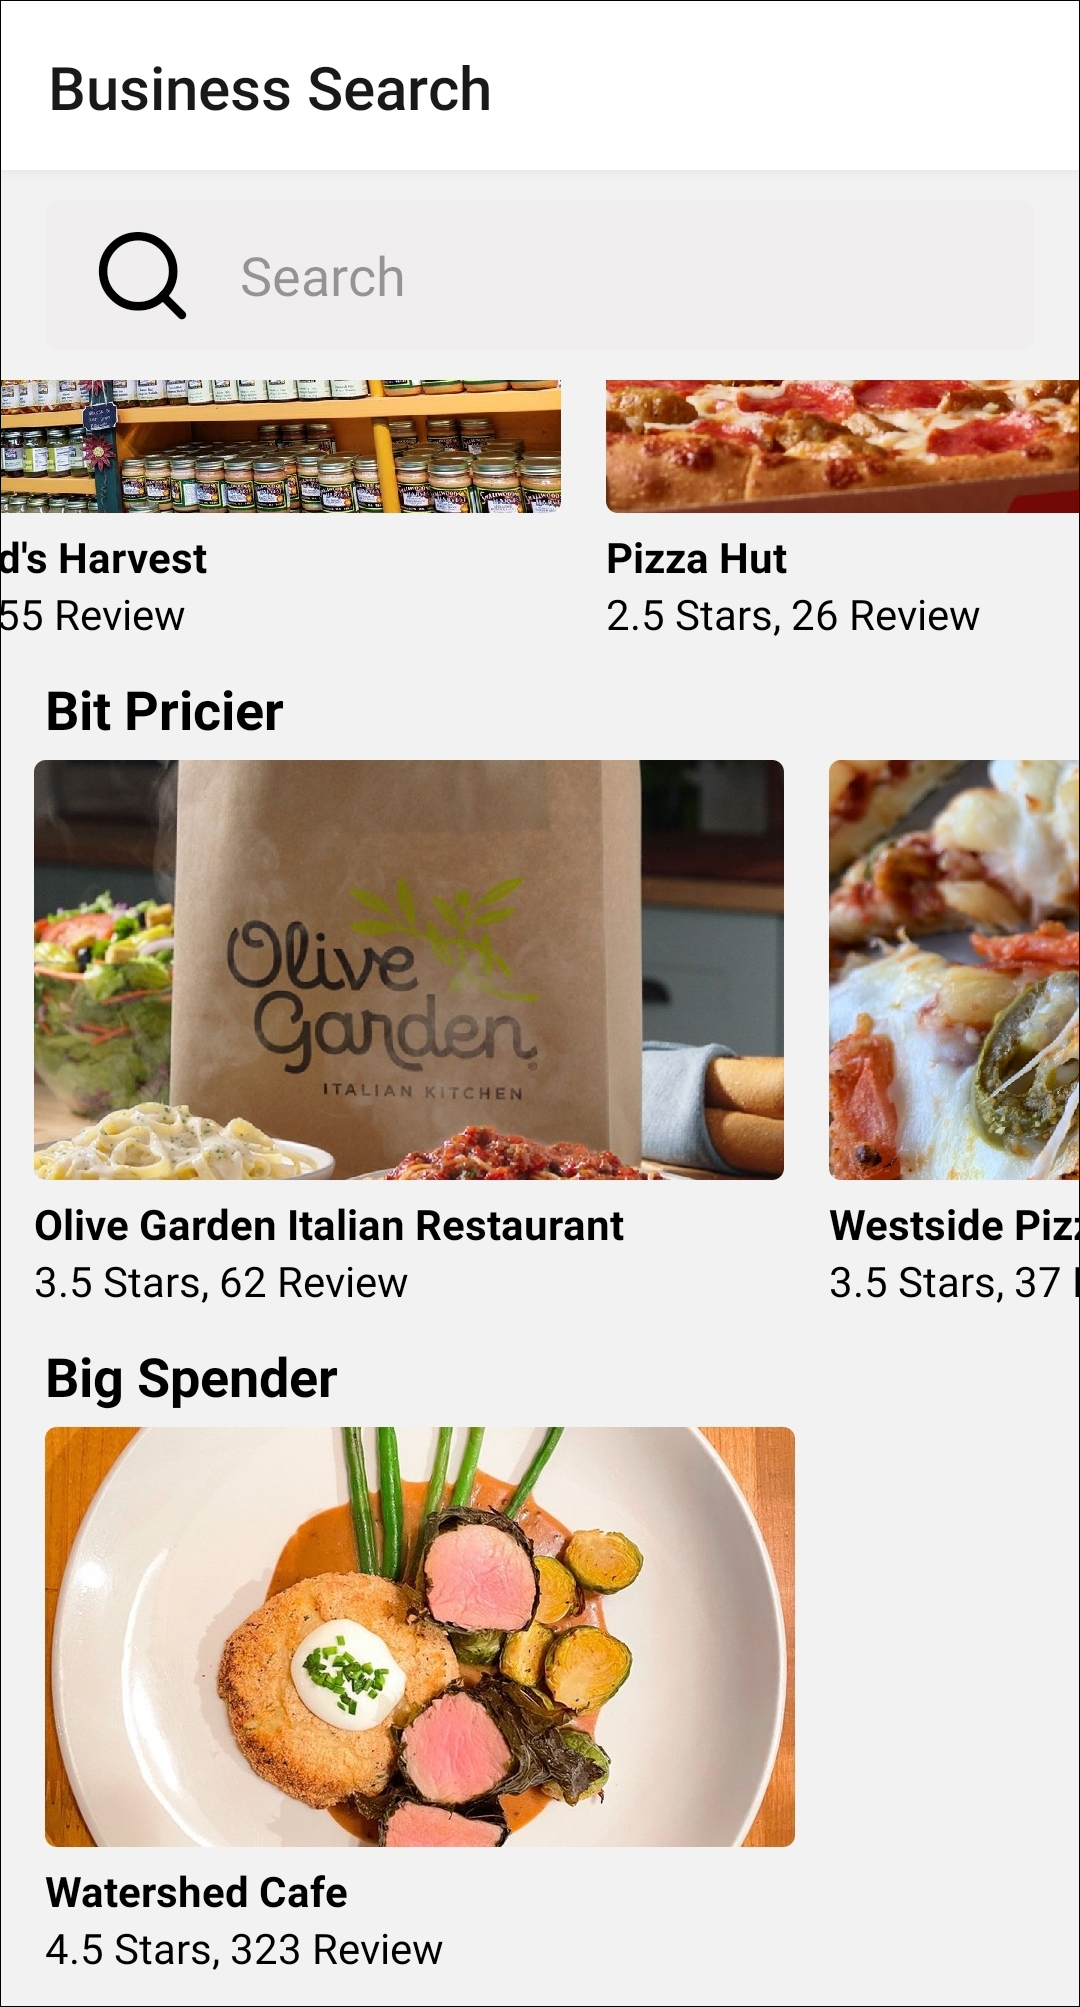 Business Search
Search
d's Harvest
55 Review
Pizza Hut
2.5 Stars, 26 Review
Bit Pricier
Olive
Garden
ITALIAN KITCHEN
Olive Garden Italian Restaurant
3.5 Stars, 62 Review
Westside Piz
3.5 Stars, 37
Big Spender
Watershed Cafe
4.5 Stars, 323 Review